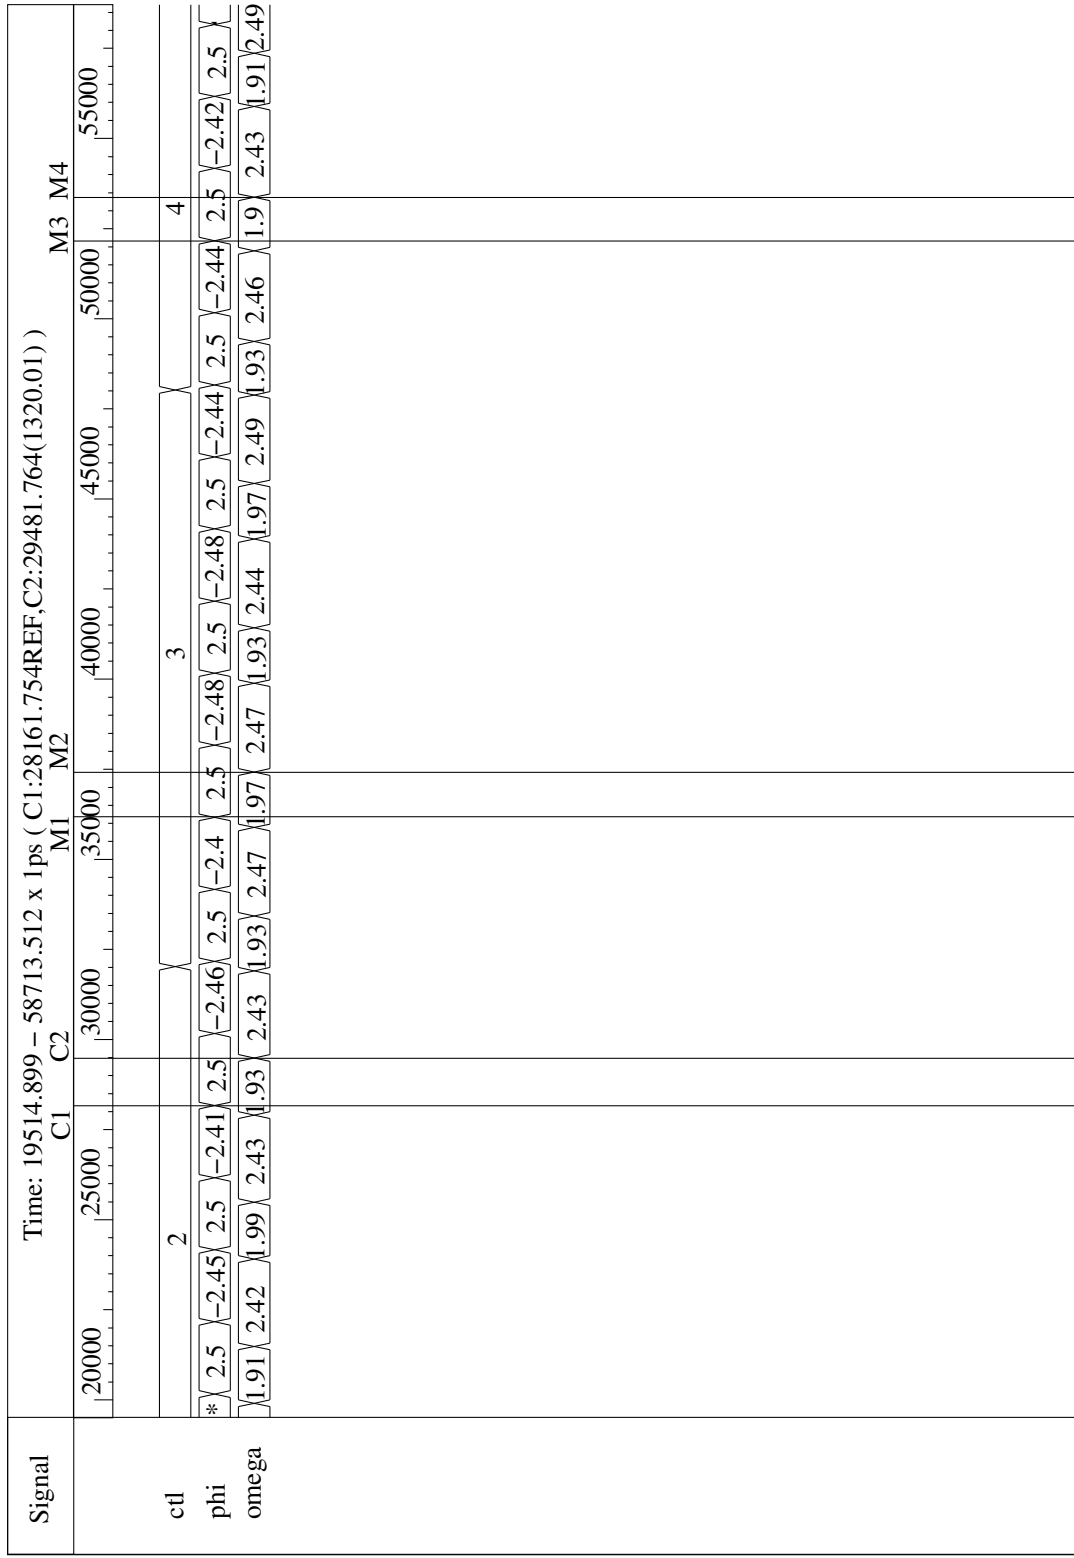 Signal
Time: 19514.899 − 58713.512 x 1ps ( C1:28161.754REF,C2:29481.764(1320.01) )
C1 C2 M1 M2 M3 M4
20000 25000 30000 35000 40000 45000 50000 55000
ctl 2 3 4
phi * 2.5 −2.45 2.5 −2.41 2.5 −2.46 2.5 −2.4 2.5 −2.48 2.5 −2.48 2.5 −2.44 2.5 −2.44 2.5 −2.42 2.5
omega 1.91 2.42 1.99 2.43 1.93 2.43 1.93 2.47 1.97 2.47 1.93 2.44 1.97 2.49 1.93 2.46 1.9 2.43 1.91 2.49